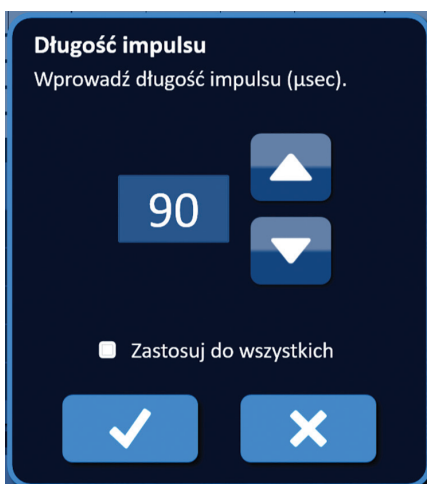 Długość impulsu
Wprowadź długość impulsu (µsec).
90
Zastosuj do wszystkich